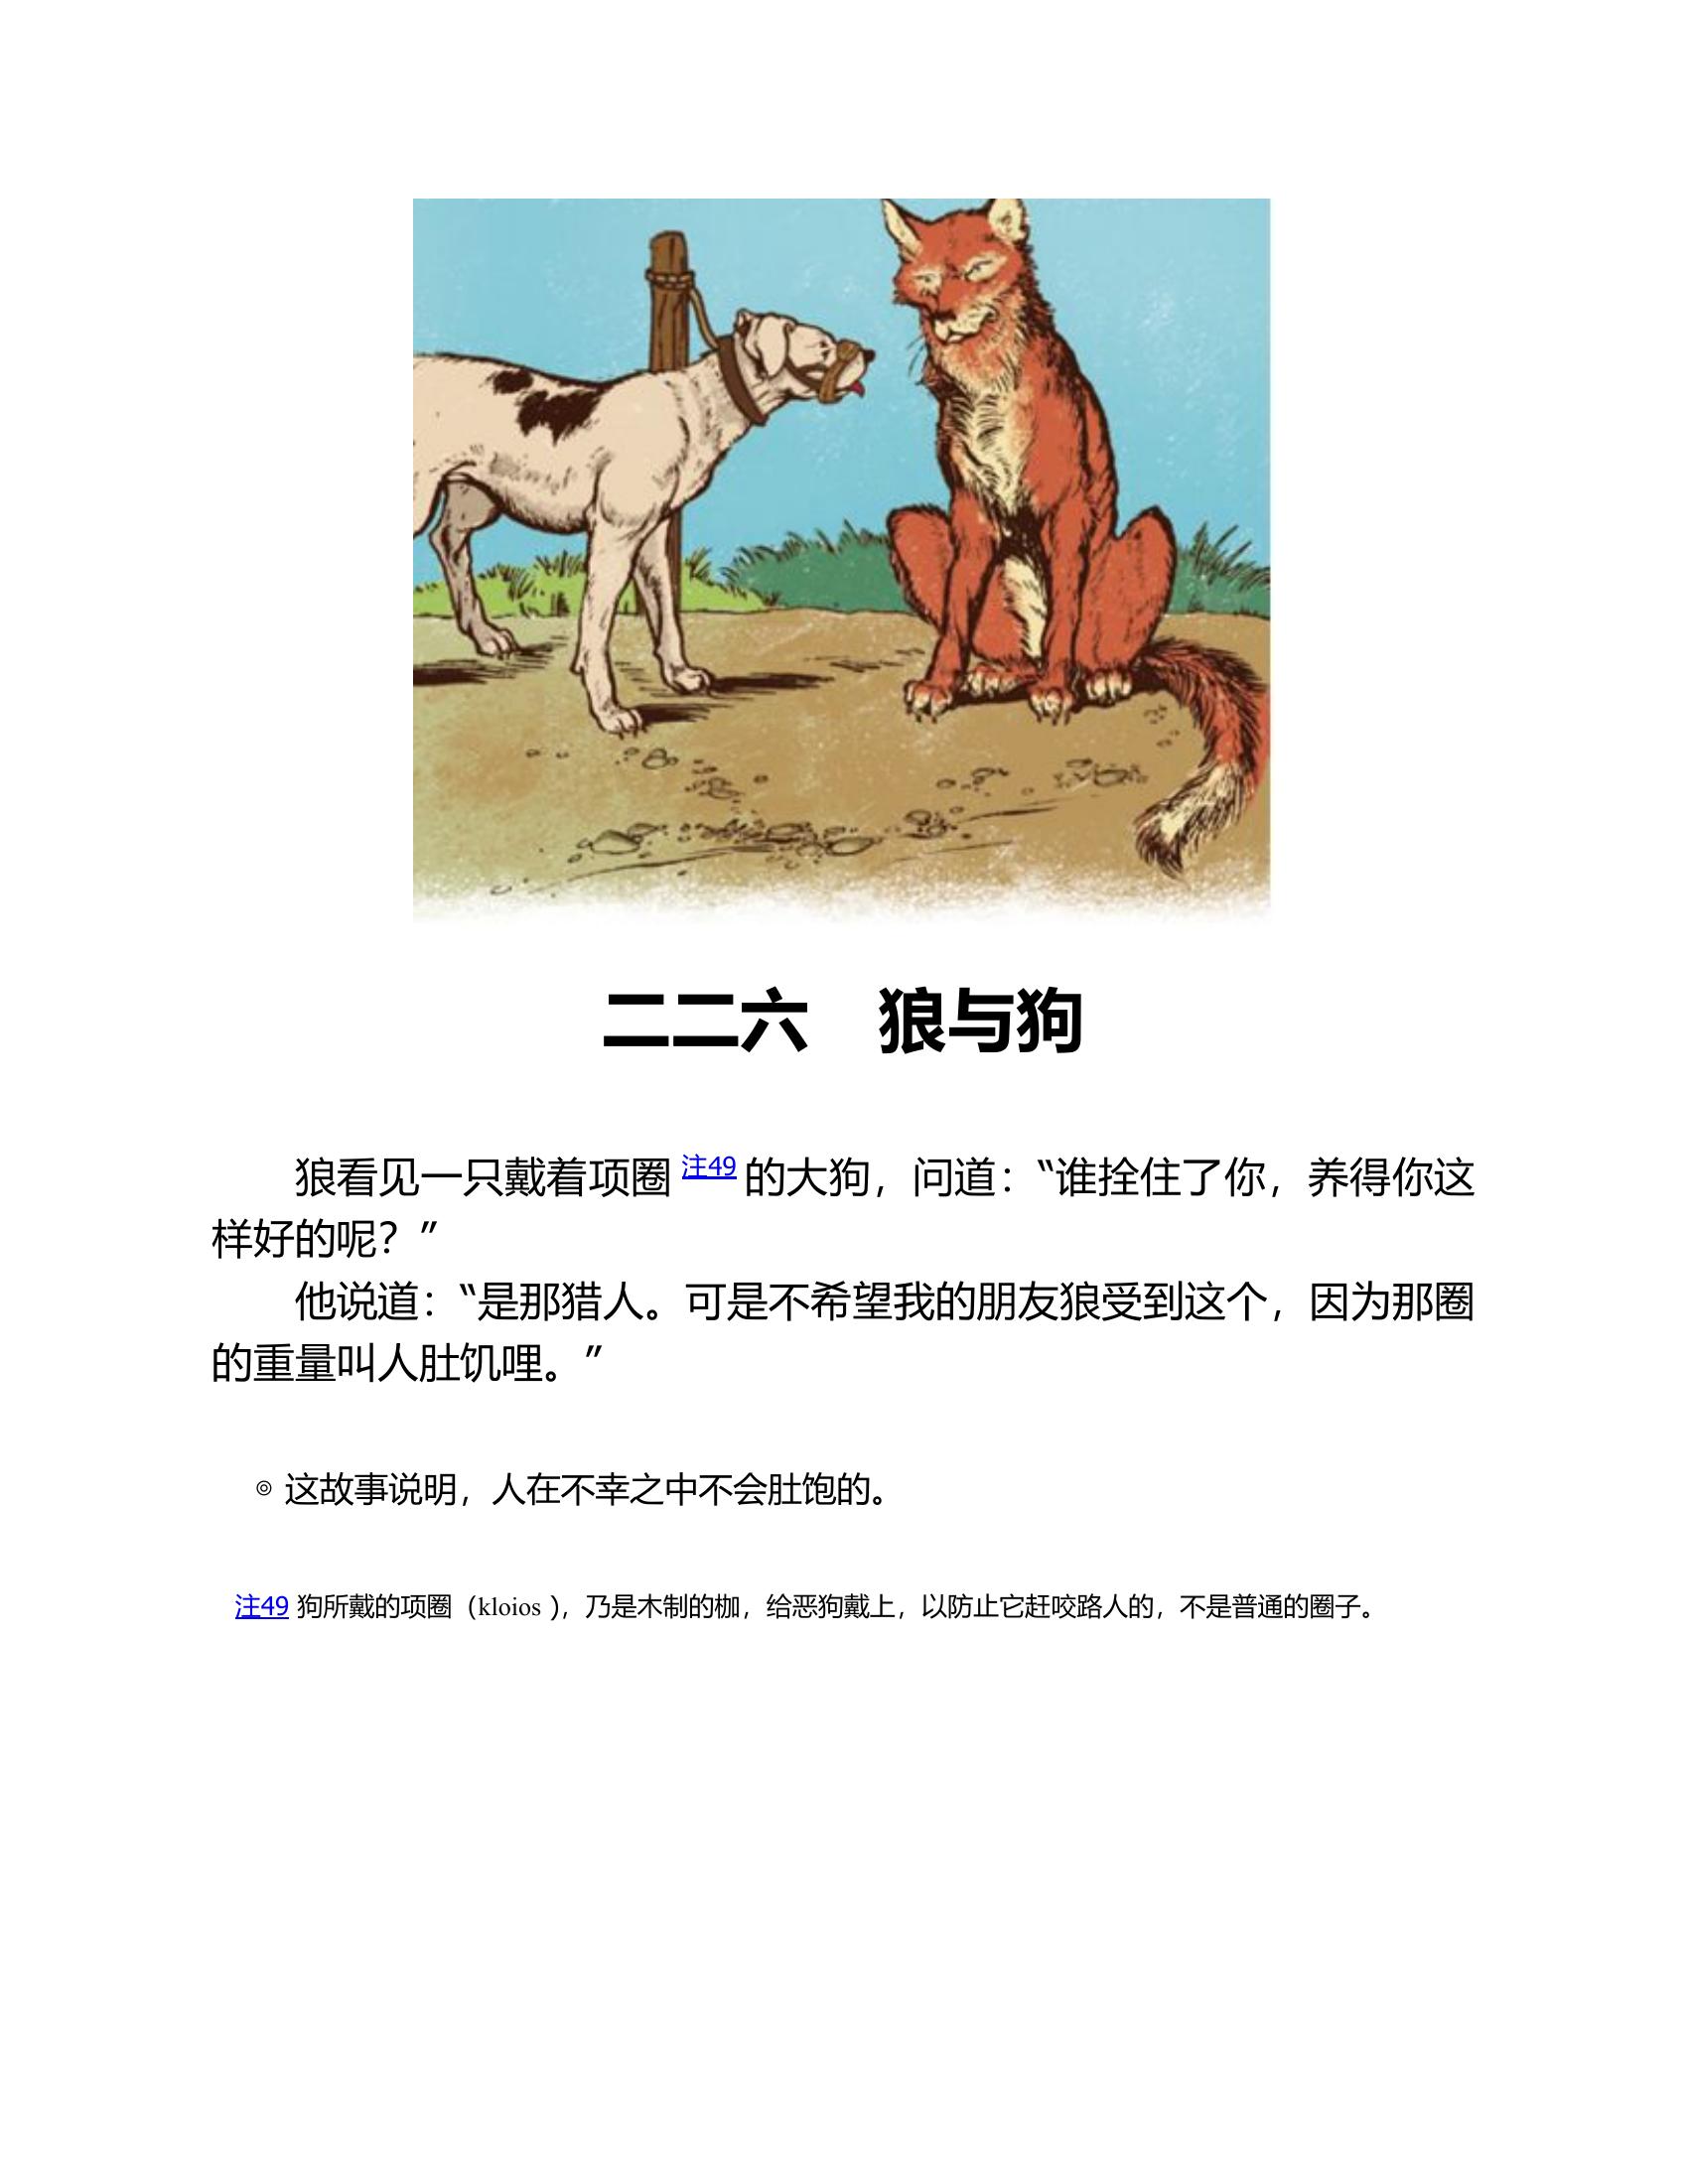 二二六　狼与狗
狼看见一只戴着项圈 注49 的大狗，问道：“谁拴住了你，养得你这
样好的呢？”
他说道：“是那猎人。可是不希望我的朋友狼受到这个，因为那圈
的重量叫人肚饥哩。”
◎ 这故事说明，人在不幸之中不会肚饱的。
注49 狗所戴的项圈（kloios ），乃是木制的枷，给恶狗戴上，以防止它赶咬路人的，不是普通的圈子。